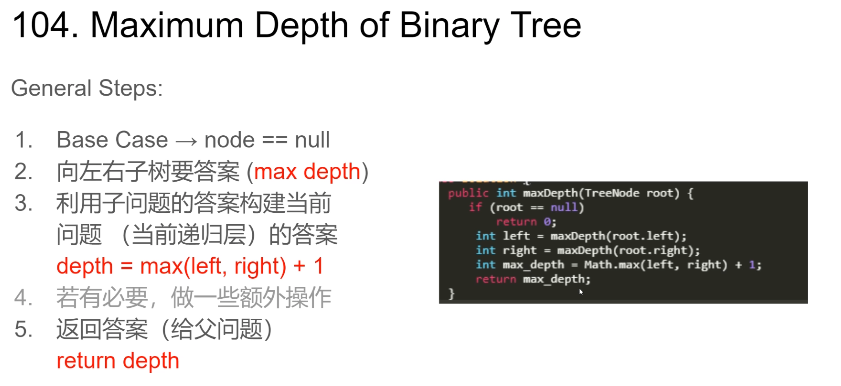 104. Maximum Depth of Binary Tree
General Steps:
1. Base Case → node == null
2. 向左右子树要答案 (max depth)
3. 利用子问题的答案构建当前
问题 （当前递归层）的答案
depth = max(left, right) + 1
4. 若有必要，做一些额外操作
5. 返回答案（给父问题）
return depth
public int maxDepth(TreeNode root) {
if (root == null)
return 0;
int left = maxDepth(root.left);
int right = maxDepth(root.right);
int max_depth = Math.max(left, right) + 1;
return max_depth;
}